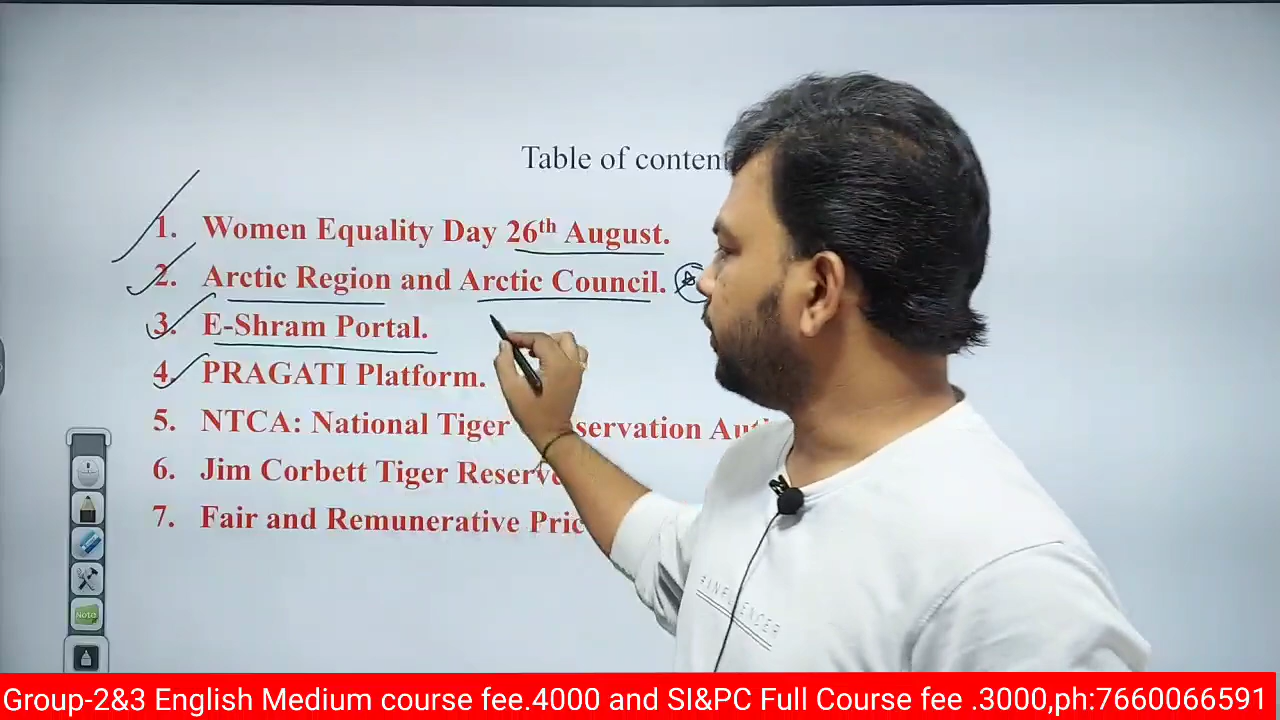 Table of content
1. Women Equality Day 26th August.
2. Arctic Region and Arctic Council.
3. E-Shram Portal.
4. PRAGATI Platform.
5. NTCA: National Tiger
6. Jim Corbett Tiger Reserve
7. Fair and Remunerative Pric
Note
Group-2&3 English Medium course fee.4000 and SI&PC Full Course fee .3000,ph:7660066591